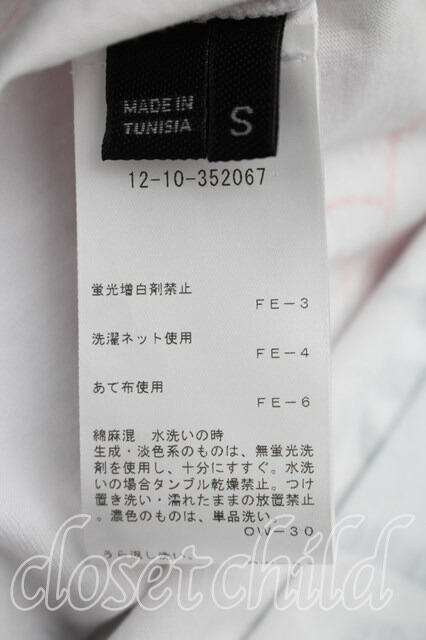 MADE IN
TUNISIA
S
12-10-352067
蛍光増白剤禁止
FE-3
洗濯ネット使用
FE-4
あて布使用
FE-6
綿麻混　水洗いの時
生成・淡色系のものは、無蛍光洗
剤を使用し、十分にすすぐ。水洗
いの場合タンブル乾燥禁止。つけ
置き洗い・濡れたままの放置禁止
。濃色のものは、単品洗い。
OW-30
closet child